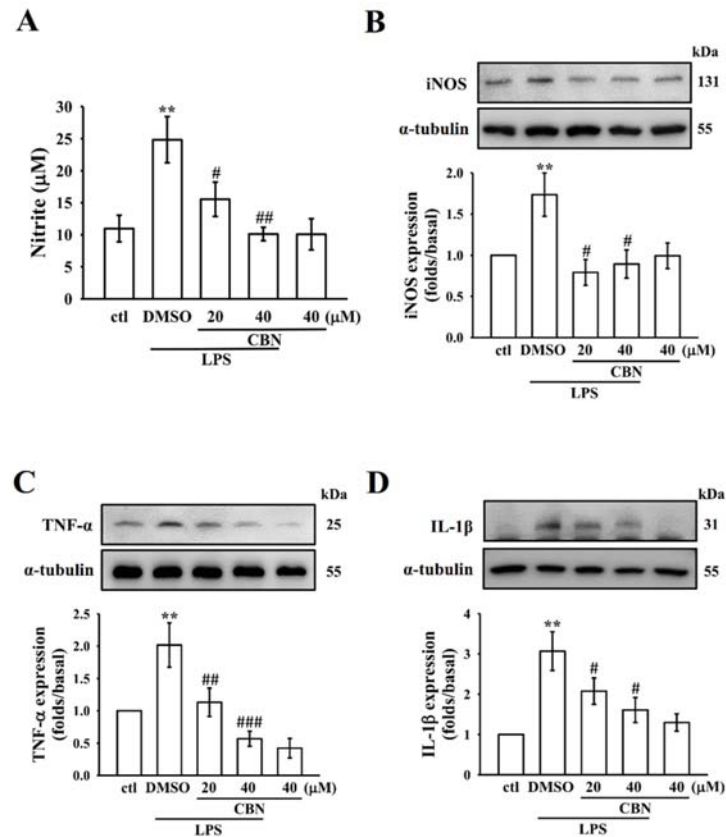 A
Nitrite (μM)
30
25
20
15
10
5
0
**
#
##
ctl DMSO 20 40 40 (μM)
CBN
LPS
B
kDa
iNOS 131
α-tubulin 55
iNOS expression
(folds/basal)
2.0
1.5
1.0
0.5
0.0
**
#
#
ctl DMSO 20 40 40 (μM)
CBN
LPS
C
kDa
TNF-α 25
α-tubulin 55
TNF-α expression
(folds/basal)
2.5
2.0
1.5
1.0
0.5
0.0
**
##
###
ctl DMSO 20 40 40 (μM)
CBN
LPS
D
kDa
IL-1β 31
α-tubulin 55
IL-1β expression
(folds/basal)
4
3
2
1
0
**
#
#
ctl DMSO 20 40 40 (μM)
CBN
LPS